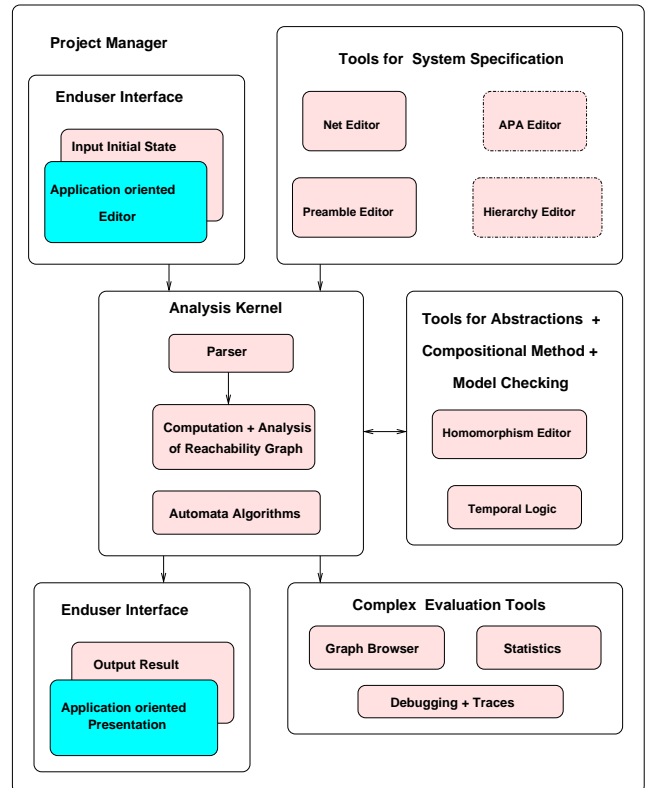 Project Manager
Enduser Interface
Input Initial State
Application oriented
Editor
Tools for System Specification
Net Editor
APA Editor
Preamble Editor
Hierarchy Editor
Analysis Kernel
Parser
Computation + Analysis
of Reachability Graph
Automata Algorithms
Tools for Abstractions +
Compositional Method +
Model Checking
Homomorphism Editor
Temporal Logic
Enduser Interface
Output Result
Application oriented
Presentation
Complex Evaluation Tools
Graph Browser
Statistics
Debugging + Traces